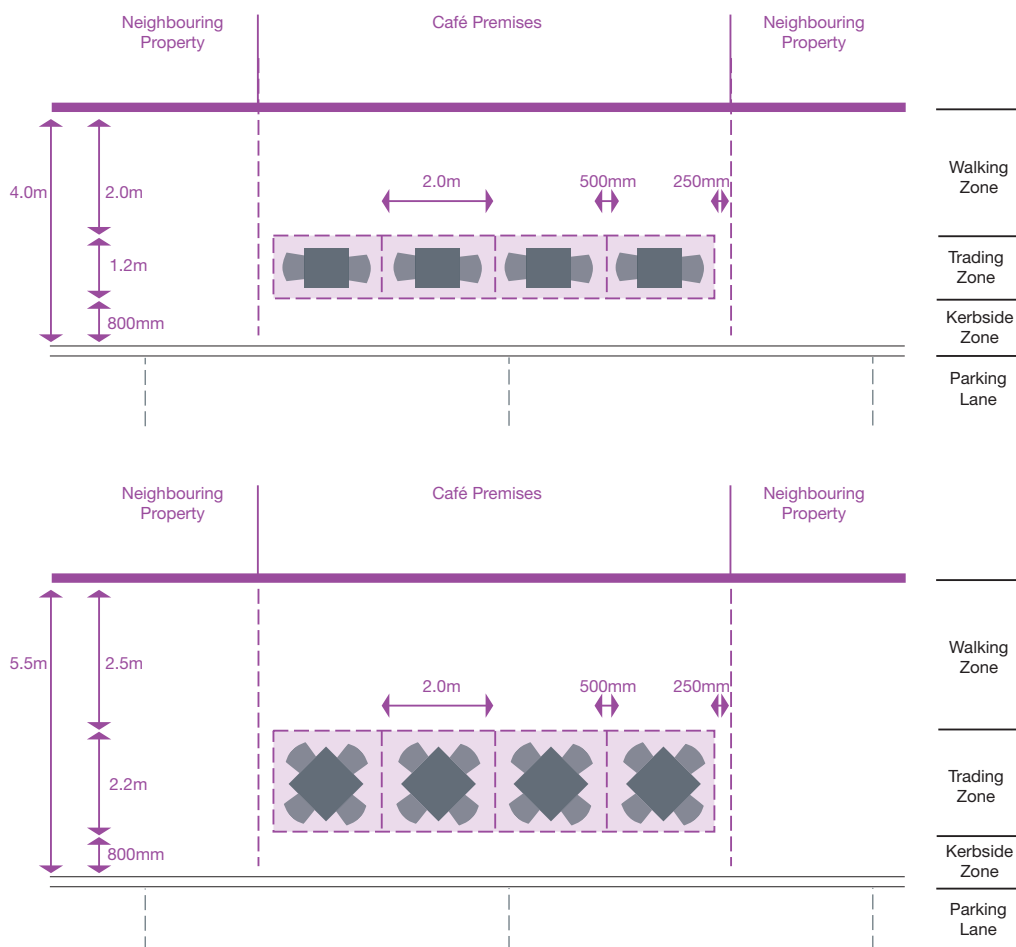 Neighbouring
Property
Café Premises
Neighbouring
Property
4.0m
2.0m
2.0m
500mm
250mm
Walking
Zone
1.2m
Trading
Zone
800mm
Kerbside
Zone
Parking
Lane
Neighbouring
Property
Café Premises
Neighbouring
Property
5.5m
2.5m
2.0m
500mm
250mm
Walking
Zone
2.2m
Trading
Zone
800mm
Kerbside
Zone
Parking
Lane